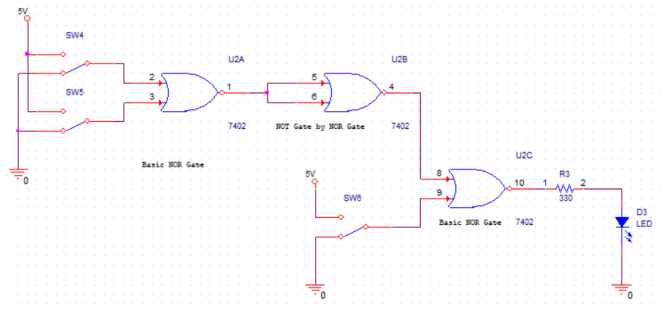 5V
SW4
U2A
U2B
2
3
1
5
6
4
SW5
7402
NOT Gate by NOR Gate
7402
Basic NOR Gate
0
U2C
5V
SW6
8
9
10
1
R3
2
330
D3
LED
Basic NOR Gate
7402
0
0